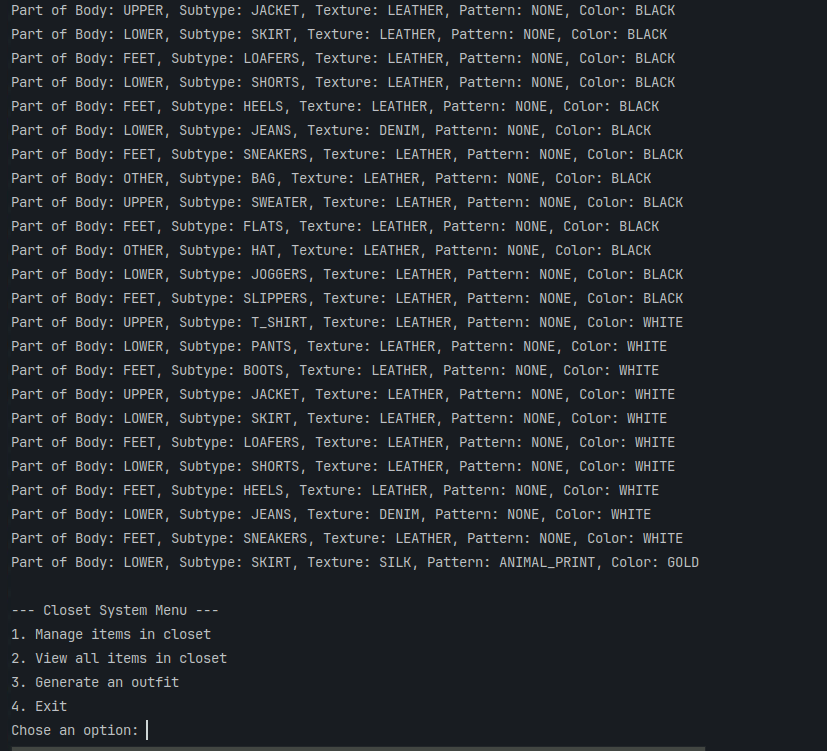 Part of Body: UPPER, Subtype: JACKET, Texture: LEATHER, Pattern: NONE, Color: BLACK
Part of Body: LOWER, Subtype: SKIRT, Texture: LEATHER, Pattern: NONE, Color: BLACK
Part of Body: FEET, Subtype: LOAFERS, Texture: LEATHER, Pattern: NONE, Color: BLACK
Part of Body: LOWER, Subtype: SHORTS, Texture: LEATHER, Pattern: NONE, Color: BLACK
Part of Body: FEET, Subtype: HEELS, Texture: LEATHER, Pattern: NONE, Color: BLACK
Part of Body: LOWER, Subtype: JEANS, Texture: DENIM, Pattern: NONE, Color: BLACK
Part of Body: FEET, Subtype: SNEAKERS, Texture: LEATHER, Pattern: NONE, Color: BLACK
Part of Body: OTHER, Subtype: BAG, Texture: LEATHER, Pattern: NONE, Color: BLACK
Part of Body: UPPER, Subtype: SWEATER, Texture: LEATHER, Pattern: NONE, Color: BLACK
Part of Body: FEET, Subtype: FLATS, Texture: LEATHER, Pattern: NONE, Color: BLACK
Part of Body: OTHER, Subtype: HAT, Texture: LEATHER, Pattern: NONE, Color: BLACK
Part of Body: LOWER, Subtype: JOGGERS, Texture: LEATHER, Pattern: NONE, Color: BLACK
Part of Body: FEET, Subtype: SLIPPERS, Texture: LEATHER, Pattern: NONE, Color: BLACK
Part of Body: UPPER, Subtype: T_SHIRT, Texture: LEATHER, Pattern: NONE, Color: WHITE
Part of Body: LOWER, Subtype: PANTS, Texture: LEATHER, Pattern: NONE, Color: WHITE
Part of Body: FEET, Subtype: BOOTS, Texture: LEATHER, Pattern: NONE, Color: WHITE
Part of Body: UPPER, Subtype: JACKET, Texture: LEATHER, Pattern: NONE, Color: WHITE
Part of Body: LOWER, Subtype: SKIRT, Texture: LEATHER, Pattern: NONE, Color: WHITE
Part of Body: FEET, Subtype: LOAFERS, Texture: LEATHER, Pattern: NONE, Color: WHITE
Part of Body: LOWER, Subtype: SHORTS, Texture: LEATHER, Pattern: NONE, Color: WHITE
Part of Body: FEET, Subtype: HEELS, Texture: LEATHER, Pattern: NONE, Color: WHITE
Part of Body: LOWER, Subtype: JEANS, Texture: DENIM, Pattern: NONE, Color: WHITE
Part of Body: FEET, Subtype: SNEAKERS, Texture: LEATHER, Pattern: NONE, Color: WHITE
Part of Body: LOWER, Subtype: SKIRT, Texture: SILK, Pattern: ANIMAL_PRINT, Color: GOLD
--- Closet System Menu ---
1. Manage items in closet
2. View all items in closet
3. Generate an outfit
4. Exit
Chose an option: